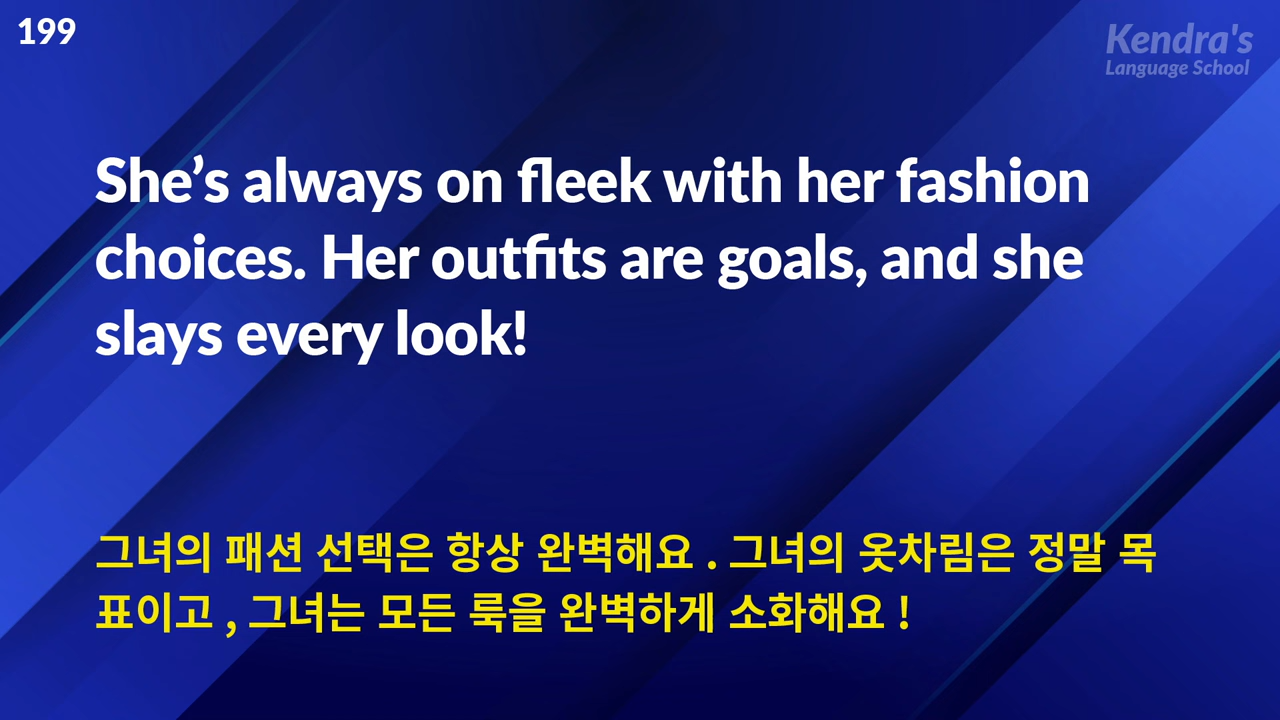 199
Kendra's
Language School
She’s always on fleek with her fashion
choices. Her outfits are goals, and she
slays every look!
그녀의 패션 선택은 항상 완벽해요 . 그녀의 옷차림은 정말 목
표이고 , 그녀는 모든 룩을 완벽하게 소화해요 !